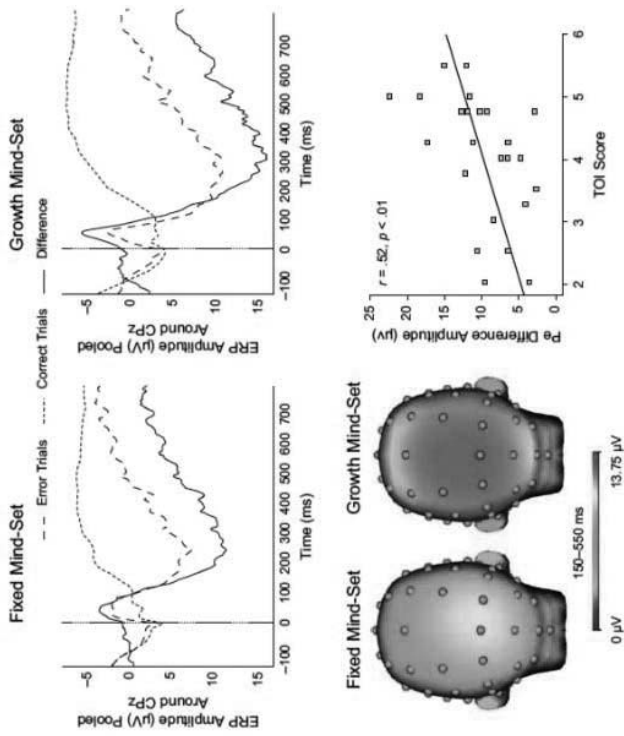 Fixed Mind-Set
Growth Mind-Set
Error Trials
Correct Trials
Difference
ERP Amplitude (μV) Pooled
Around CPz
–5
0
5
10
15
–100
0
100
200
300
400
500
600
700
Time (ms)
ERP Amplitude (μV) Pooled
Around CPz
–5
0
5
10
15
–100
0
100
200
300
400
500
600
700
Time (ms)
Fixed Mind-Set
Growth Mind-Set
150–550 ms
0 μV
13.75 μV
r = .52, p < .01
Pe Difference Amplitude (μv)
25
20
15
10
5
0
2
3
4
5
6
TOI Score